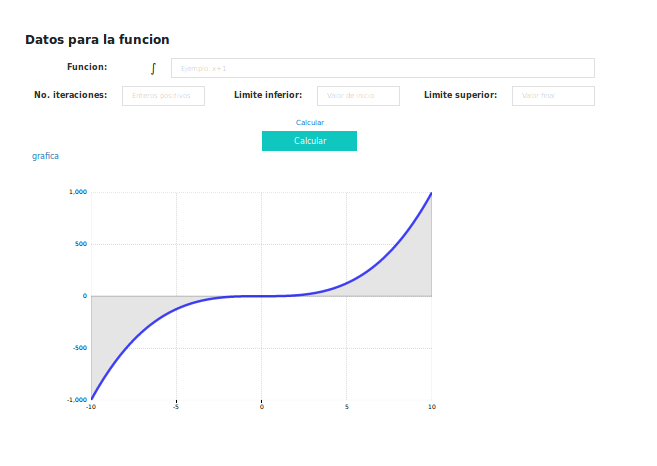 Datos para la funcion
Funcion: ∫ Ejempo: x+1
No. iteraciones: Enteros positivos Limite inferior: Valor de inicio Limite superior: Valor final
Calcular
Calcular
grafica
1,000
500
0
-500
-1,000
-10 -5 0 5 10